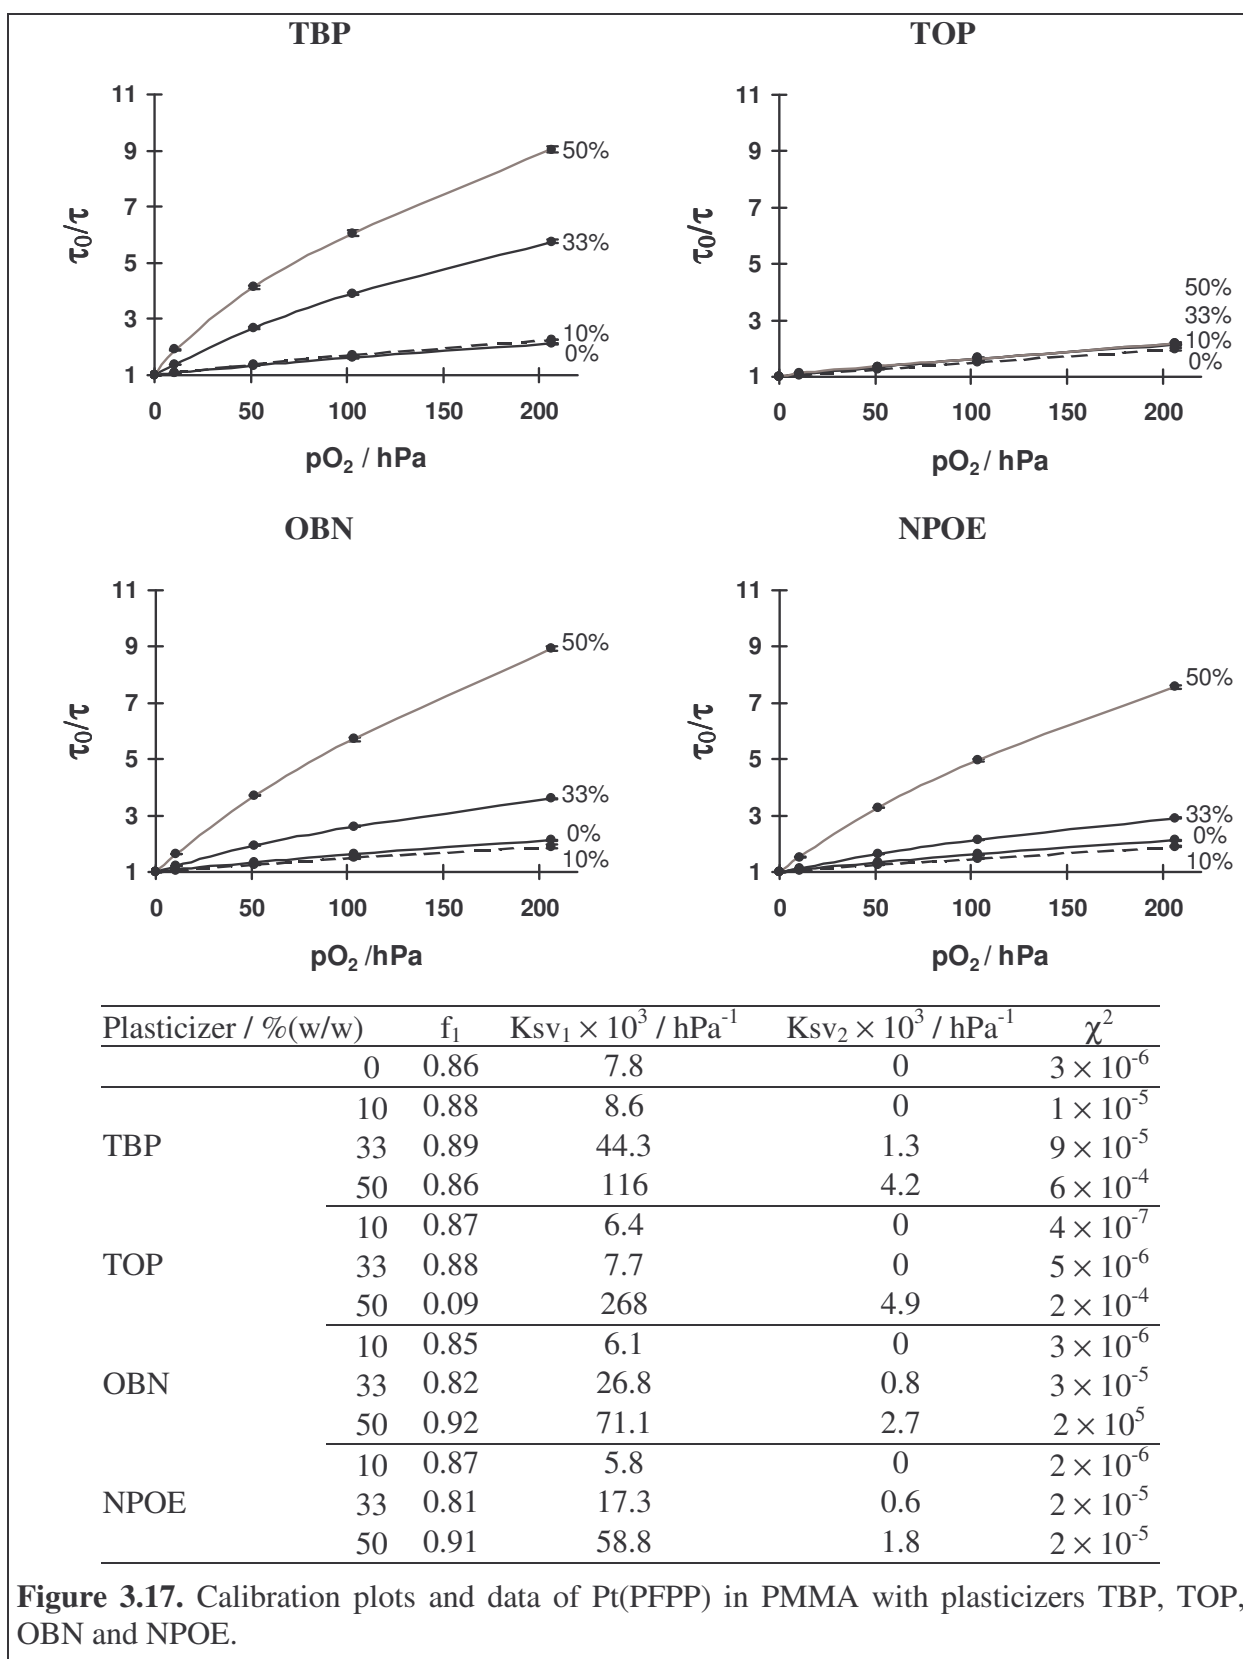 TBP
TOP
11
9
7
5
3
1
τ₀/τ
50%
33%
10%
0%
0 50 100 150 200
pO₂ / hPa
11
9
7
5
3
1
τ₀/τ
50%
33%
10%
0%
0 50 100 150 200
pO₂ / hPa
OBN
NPOE
11
9
7
5
3
1
τ₀/τ
50%
33%
0%
10%
0 50 100 150 200
pO₂ /hPa
11
9
7
5
3
1
τ₀/τ
50%
33%
0%
10%
0 50 100 150 200
pO₂ / hPa
Plasticizer / %(w/w) f₁ Ksv₁ × 10³ / hPa⁻¹ Ksv₂ × 10³ / hPa⁻¹ χ²
0 0.86 7.8 0 3 × 10⁻⁶
10 0.88 8.6 0 1 × 10⁻⁵
TBP 33 0.89 44.3 1.3 9 × 10⁻⁵
50 0.86 116 4.2 6 × 10⁻⁴
10 0.87 6.4 0 4 × 10⁻⁷
TOP 33 0.88 7.7 0 5 × 10⁻⁶
50 0.09 268 4.9 2 × 10⁻⁴
10 0.85 6.1 0 3 × 10⁻⁶
OBN 33 0.82 26.8 0.8 3 × 10⁻⁵
50 0.92 71.1 2.7 2 × 10⁵
10 0.87 5.8 0 2 × 10⁻⁶
NPOE 33 0.81 17.3 0.6 2 × 10⁻⁵
50 0.91 58.8 1.8 2 × 10⁻⁵
Figure 3.17. Calibration plots and data of Pt(PFPP) in PMMA with plasticizers TBP, TOP,
OBN and NPOE.